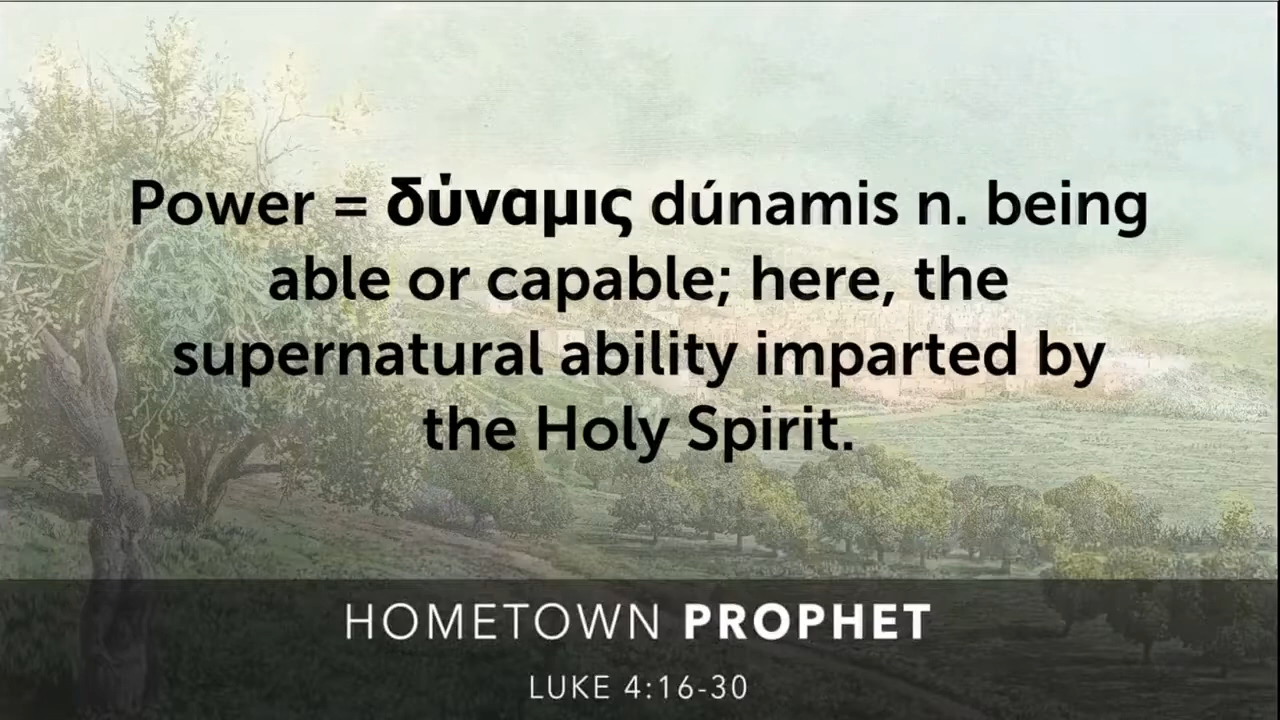 Power = δύναμις dúnamis n. being
able or capable; here, the
supernatural ability imparted by
the Holy Spirit.
HOMETOWN PROPHET
LUKE 4:16-30